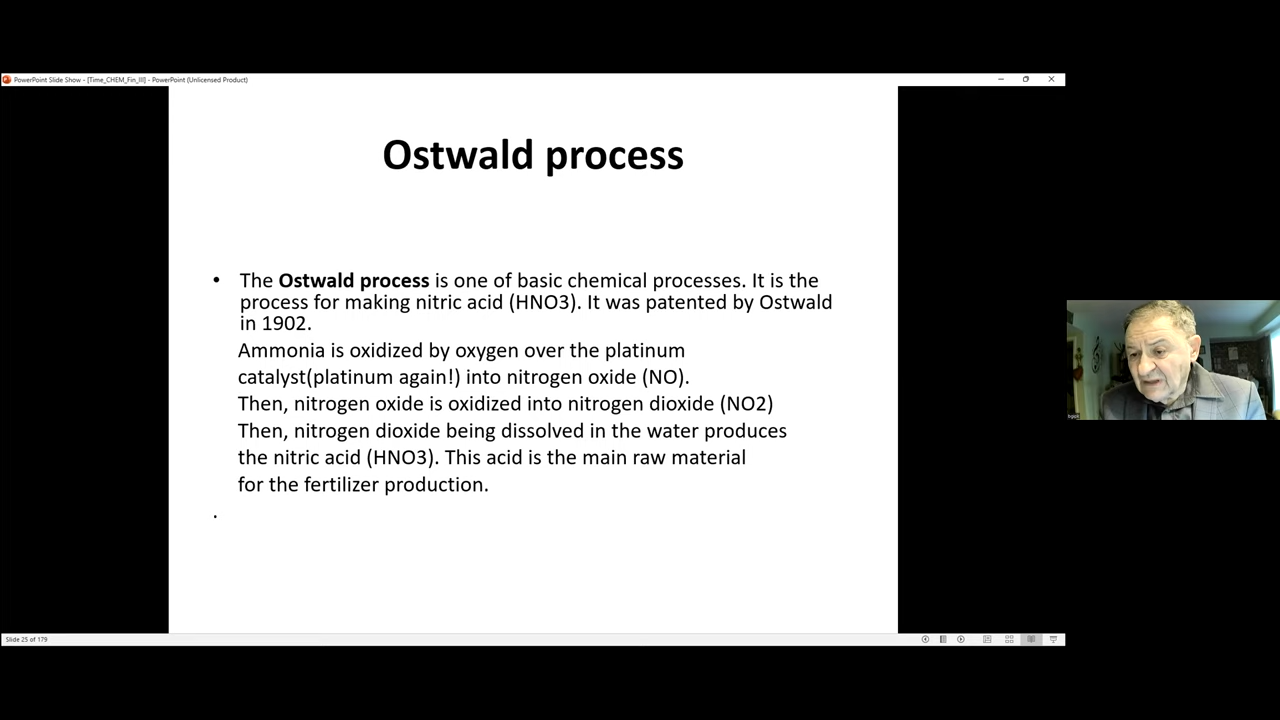 PowerPoint Slide Show - [Time_CHEM_Fin_III] - PowerPoint (Unlicensed Product)
Ostwald process
• The Ostwald process is one of basic chemical processes. It is the
process for making nitric acid (HNO3). It was patented by Ostwald
in 1902.
Ammonia is oxidized by oxygen over the platinum
catalyst(platinum again!) into nitrogen oxide (NO).
Then, nitrogen oxide is oxidized into nitrogen dioxide (NO2)
Then, nitrogen dioxide being dissolved in the water produces
the nitric acid (HNO3). This acid is the main raw material
for the fertilizer production.
.
Slide 25 of 179